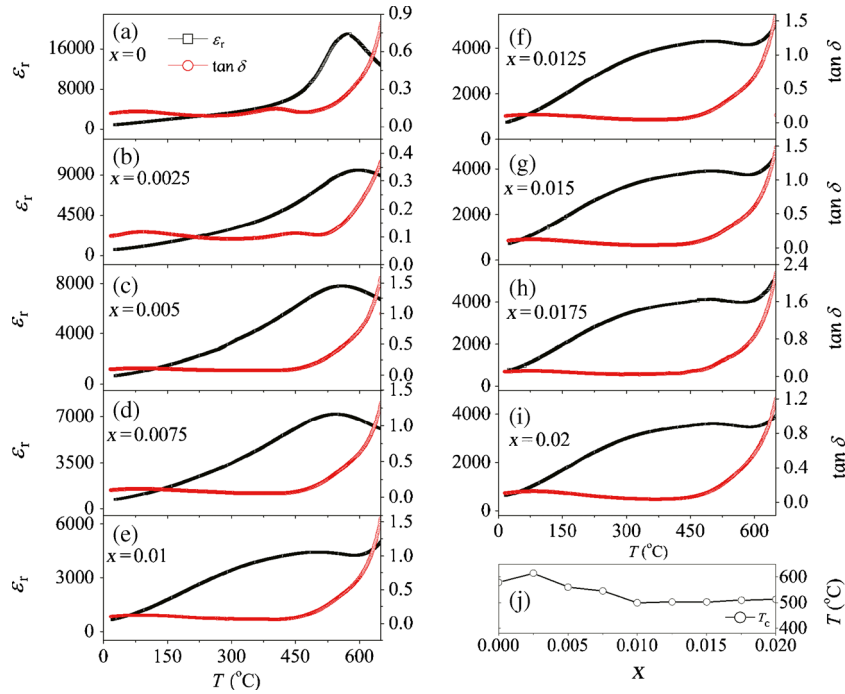 (a)
x=0
εr
tan δ
16000
8000
0
0.9
0.6
0.3
0.0
εr
(b)
x=0.0025
9000
4500
0
0.4
0.3
0.2
0.1
0.0
εr
(c)
x=0.005
8000
4000
0
1.5
1.0
0.5
0.0
εr
(d)
x=0.0075
7000
3500
0
1.5
1.0
0.5
0.0
εr
(e)
x=0.01
6000
3000
0
1.5
1.0
0.5
0.0
εr
0 150 300 450 600
T (°C)
(f)
x=0.0125
4000
2000
0
1.5
1.0
0.5
0.0
tan δ
(g)
x=0.015
4000
2000
0
1.5
1.0
0.5
0.0
tan δ
(h)
x=0.0175
4000
2000
0
2.4
1.6
0.8
0.0
tan δ
(i)
x=0.02
4000
2000
0
1.2
0.8
0.4
0.0
tan δ
0 150 300 450 600
T (°C)
(j)
Tc
600
500
400
T (°C)
0.000 0.005 0.010 0.015 0.020
X